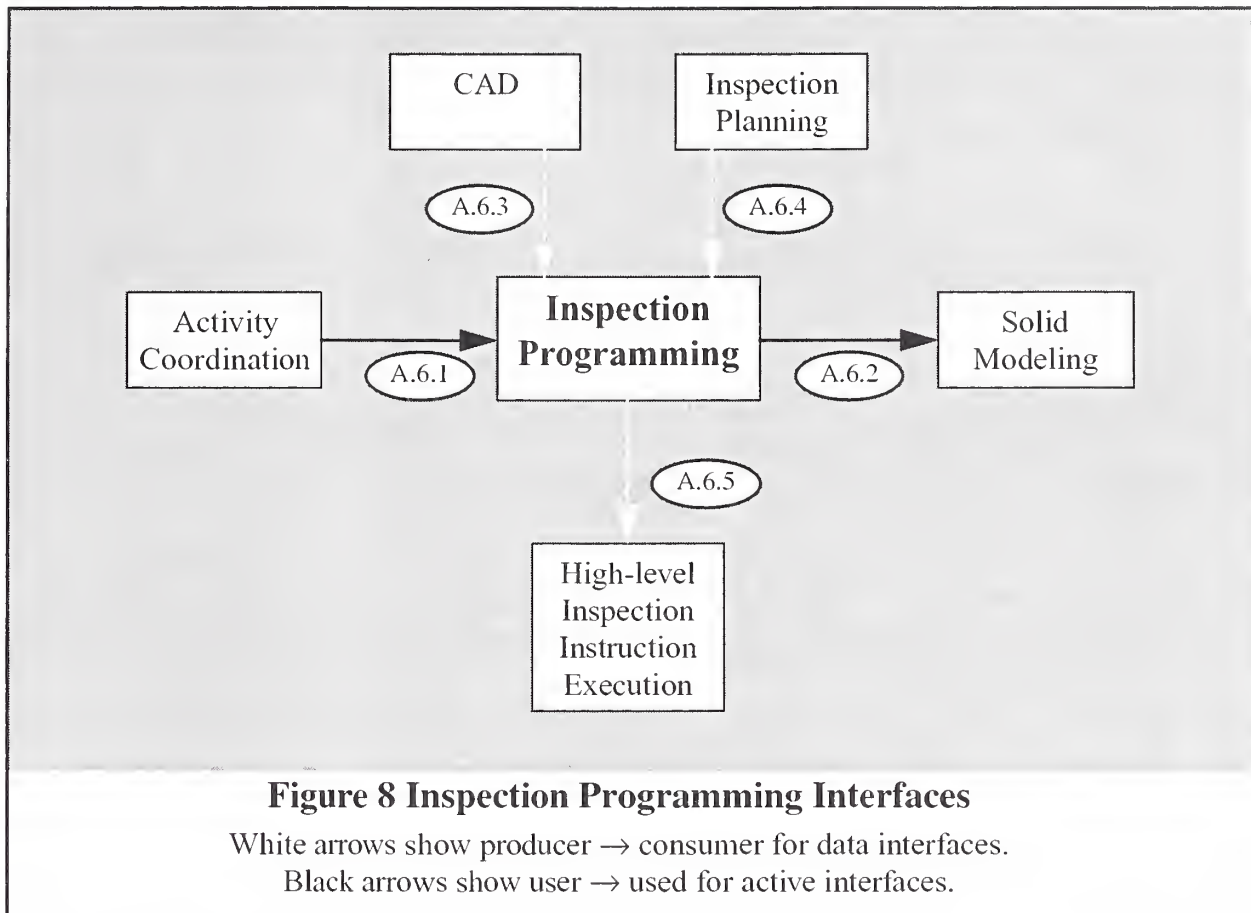 CAD
Inspection
Planning
A.6.3
A.6.4
Activity
Coordination
A.6.1
Inspection
Programming
A.6.2
Solid
Modeling
A.6.5
High-level
Inspection
Instruction
Execution
Figure 8 Inspection Programming Interfaces
White arrows show producer → consumer for data interfaces.
Black arrows show user → used for active interfaces.